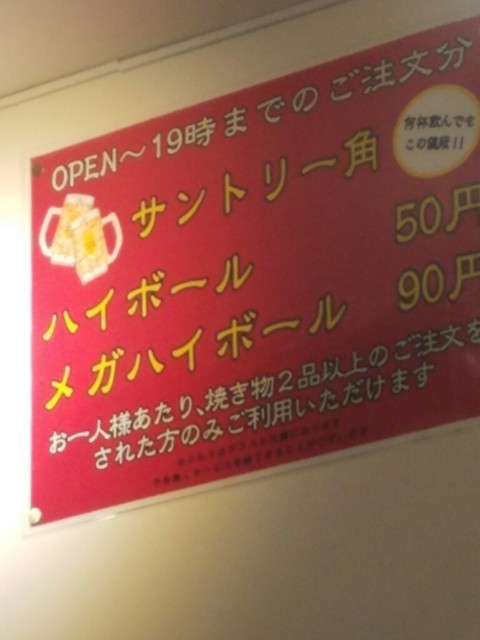 OPEN～19時までのご注文分
何杯飲んでも
この値段!!
サントリー角
ハイボール 50円
メガハイボール 90円
お一人様あたり、焼き物2品以上のご注文を
された方のみご利用いただけます